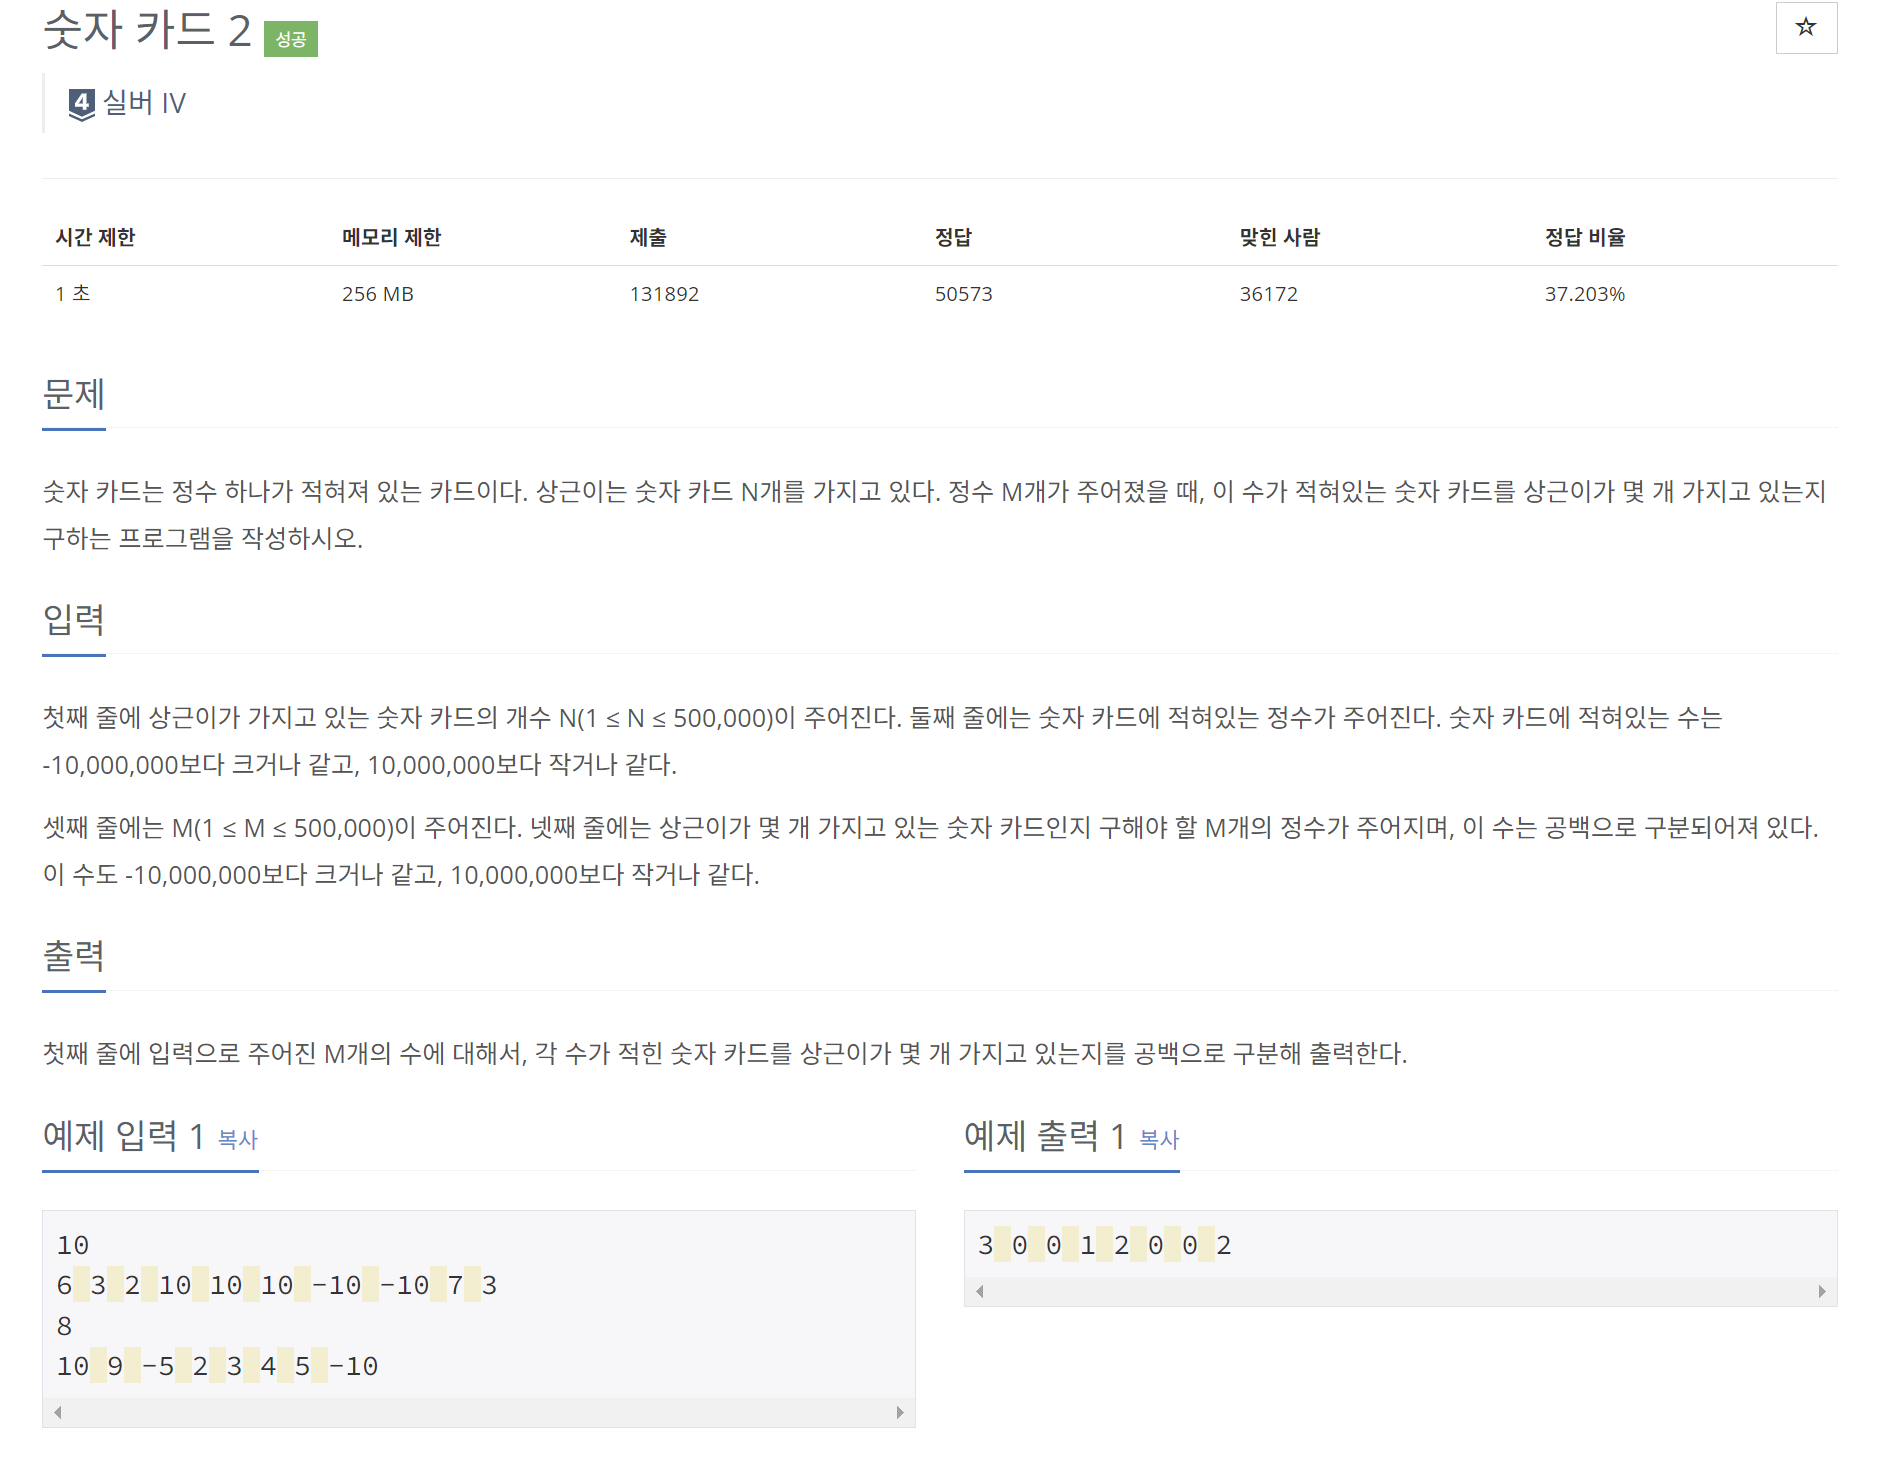 숫자 카드 2 성공
☆
4 실버 IV
시간 제한 메모리 제한 제출 정답 맞힌 사람 정답 비율
1 초 256 MB 131892 50573 36172 37.203%
문제
숫자 카드는 정수 하나가 적혀져 있는 카드이다. 상근이는 숫자 카드 N개를 가지고 있다. 정수 M개가 주어졌을 때, 이 수가 적혀있는 숫자 카드를 상근이가 몇 개 가지고 있는지
구하는 프로그램을 작성하시오.
입력
첫째 줄에 상근이가 가지고 있는 숫자 카드의 개수 N(1 ≤ N ≤ 500,000)이 주어진다. 둘째 줄에는 숫자 카드에 적혀있는 정수가 주어진다. 숫자 카드에 적혀있는 수는
-10,000,000보다 크거나 같고, 10,000,000보다 작거나 같다.
셋째 줄에는 M(1 ≤ M ≤ 500,000)이 주어진다. 넷째 줄에는 상근이가 몇 개 가지고 있는 숫자 카드인지 구해야 할 M개의 정수가 주어지며, 이 수는 공백으로 구분되어져 있다.
이 수도 -10,000,000보다 크거나 같고, 10,000,000보다 작거나 같다.
출력
첫째 줄에 입력으로 주어진 M개의 수에 대해서, 각 수가 적힌 숫자 카드를 상근이가 몇 개 가지고 있는지를 공백으로 구분해 출력한다.
예제 입력 1 복사
10
6 3 2 10 10 10 -10 -10 7 3
8
10 9 -5 2 3 4 5 -10
예제 출력 1 복사
3 0 0 1 2 0 0 2